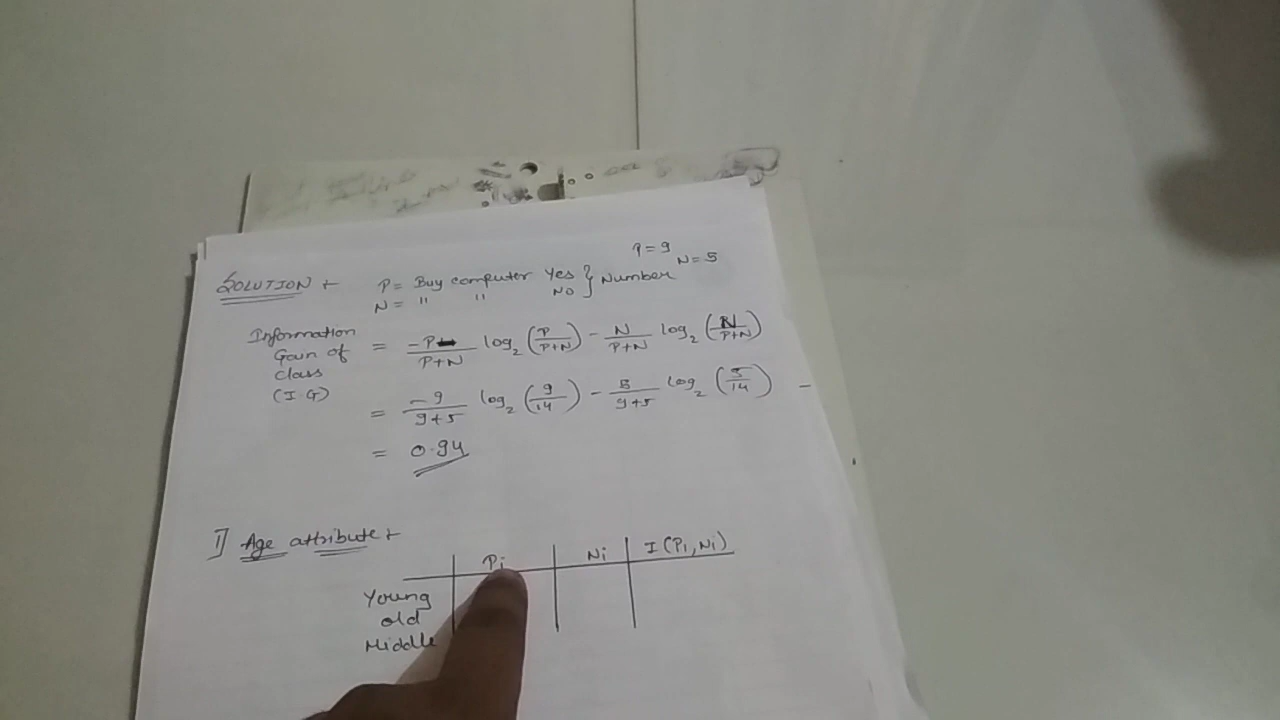 P=9
N=5
SOLUTION :-
P= Buy computer Yes } Number
N= " " NO
Information
Gain of
class
(I.G)
= -P/P+N log₂ (P/P+N) - N/P+N log₂ (N/P+N)
= -9/9+5 log₂ (9/14) - 5/9+5 log₂ (5/14)
= 0.94
1] Age attribute :-
Pi Ni I(Pi,Ni)
Young
old
Middle